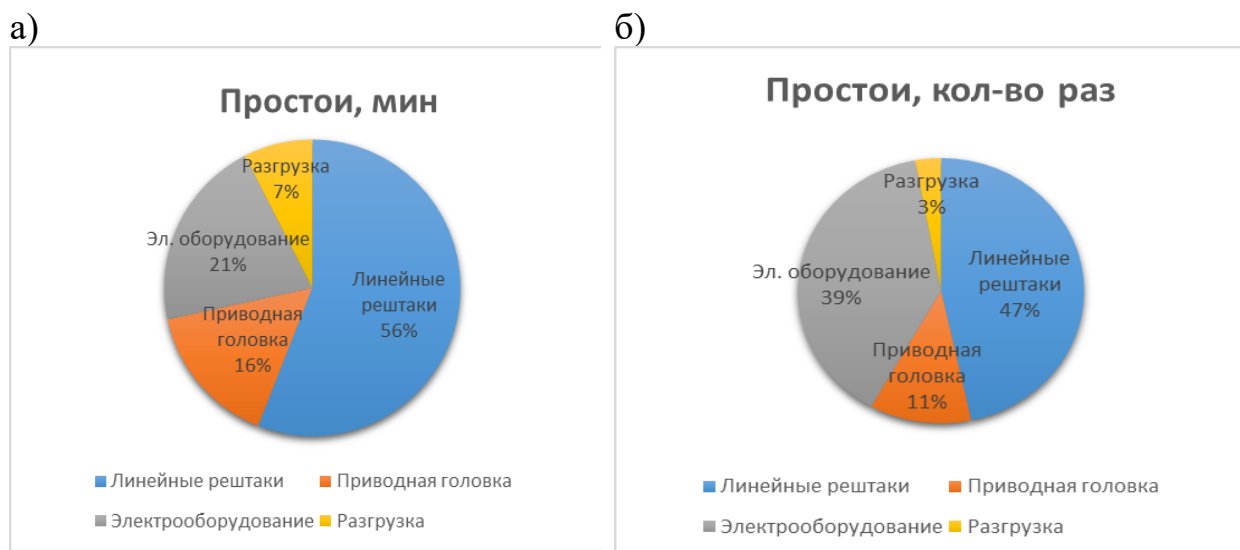 а)
Простои, мин
Разгрузка
7%
Эл. оборудование
21%
Линейные
рештаки
56%
Приводная
головка
16%
Линейные рештаки
Приводная головка
Электрооборудование
Разгрузка
б)
Простои, кол-во раз
Разгрузка
3%
Эл. оборудование
39%
Линейные
рештаки
47%
Приводная
головка
11%
Линейные рештаки
Приводная головка
Электрооборудование
Разгрузка